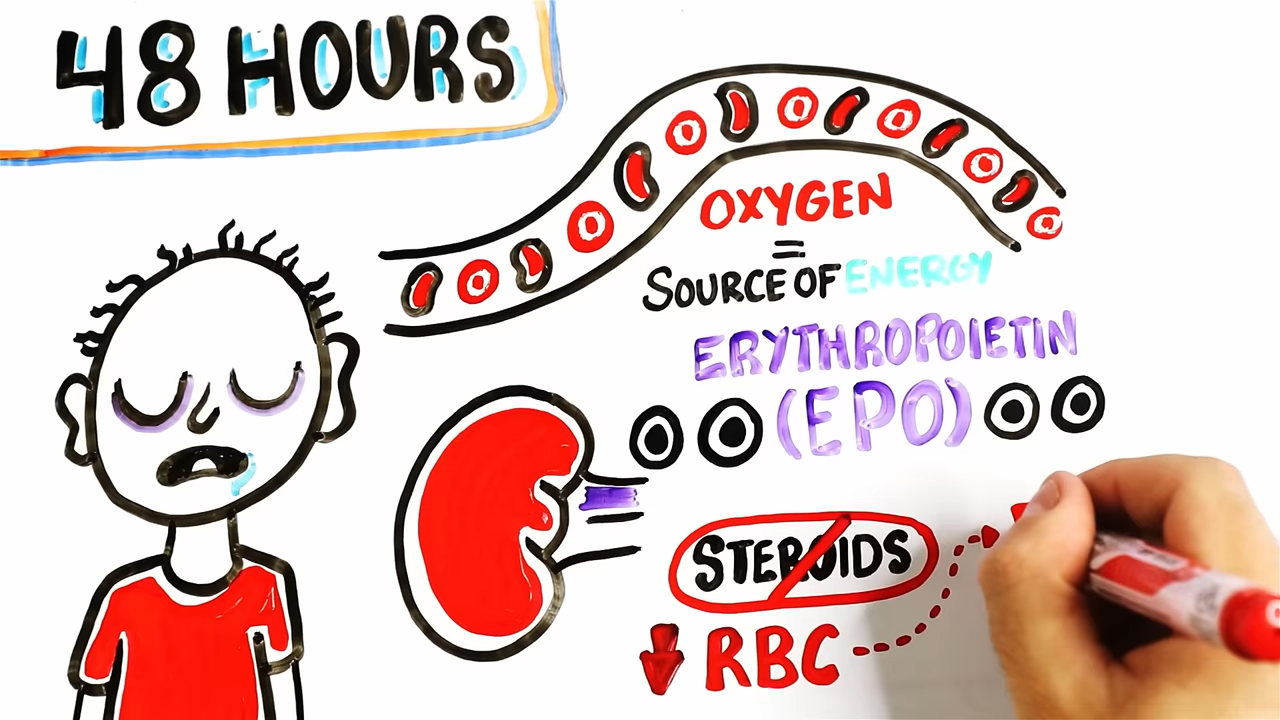 48 HOURS
OXYGEN
=
SOURCE OF ENERGY
ERYTHROPOIETIN
(EPO)
STEROIDS
RBC